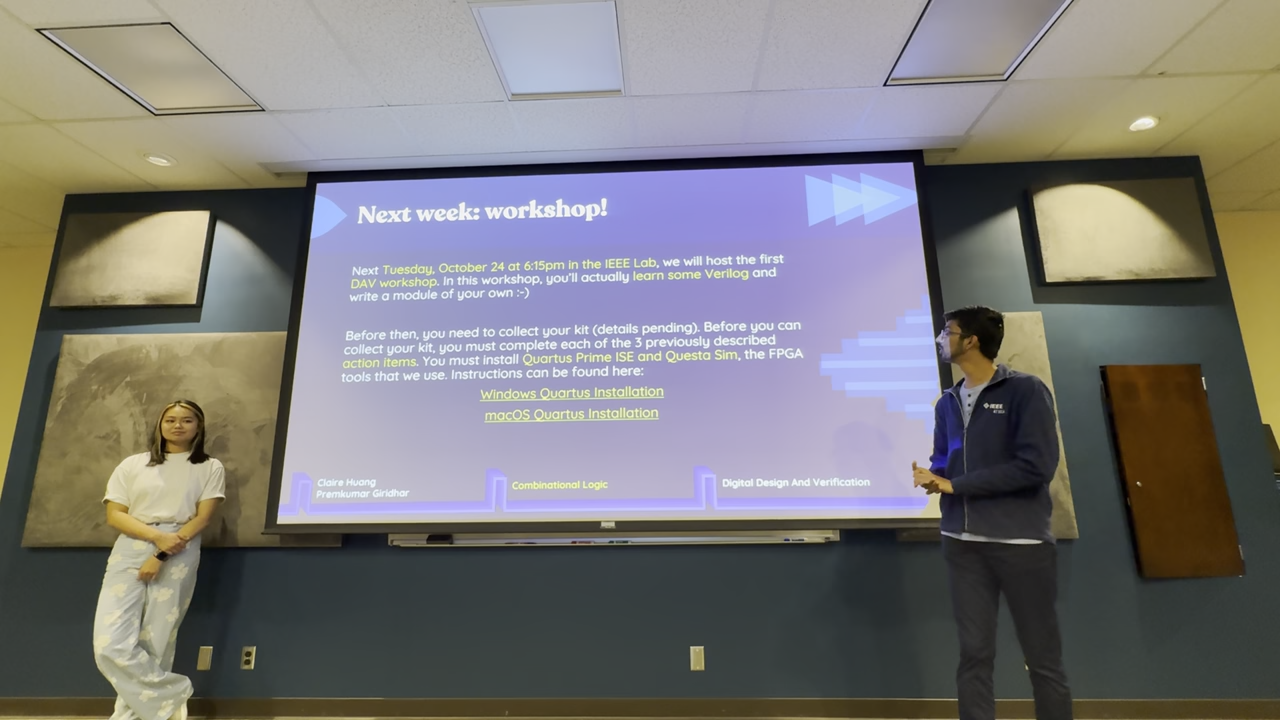 Next week: workshop!
Next Tuesday, October 24 at 6:15pm in the IEEE Lab, we will host the first
DAV workshop. In this workshop, you'll actually learn some Verilog and
write a module of your own :-)
Before then, you need to collect your kit (details pending). Before you can
collect your kit, you must complete each of the 3 previously described
action items. You must install Quartus Prime ISE and Questa Sim, the FPGA
tools that we use. Instructions can be found here:
Windows Quartus Installation
macOS Quartus Installation
Claire Huang
Premkumar Giridhar
Combinational Logic
Digital Design And Verification
IEEE